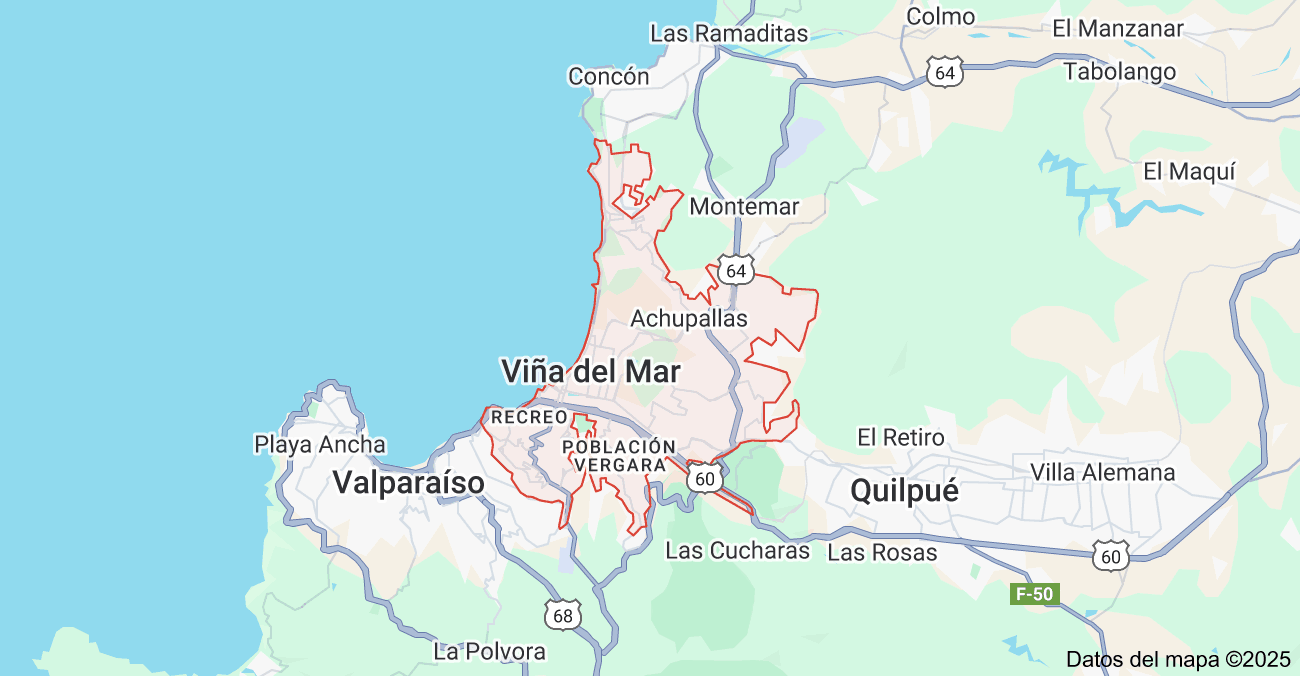 Colmo
El Manzanar
Las Ramaditas
Concón
64
Tabolango
El Maquí
Montemar
64
Achupallas
Viña del Mar
RECREO
Playa Ancha
POBLACIÓN
VERGARA
El Retiro
Valparaíso
60
Quilpué
Villa Alemana
Las Cucharas
Las Rosas
60
F-50
68
La Polvora
Datos del mapa ©2025